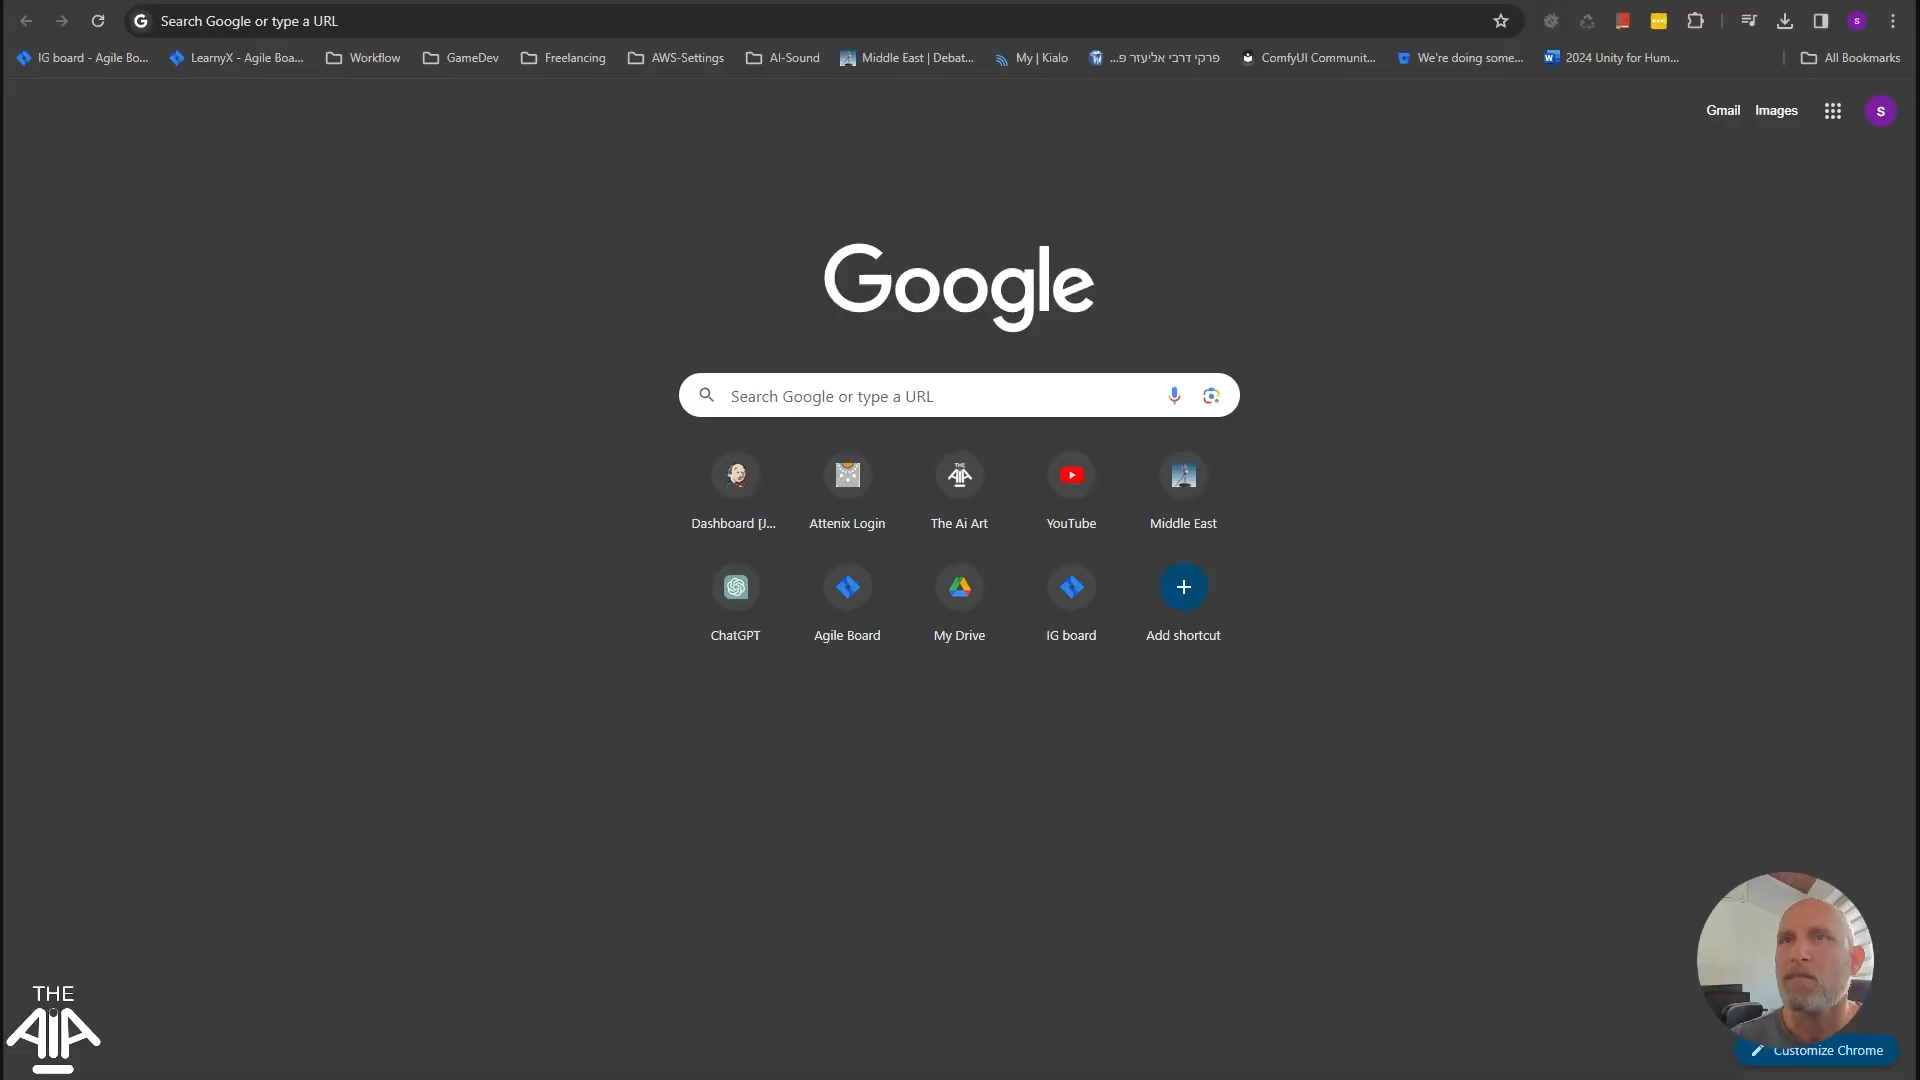 Search Google or type a URL
IG board - Agile Bo...
LearnyX - Agile Boa...
Workflow
GameDev
Freelancing
AWS-Settings
AI-Sound
Middle East | Debat...
My | Kialo
פרקי דרבי אליעזר פ...
ComfyUI Communit...
We're doing some...
2024 Unity for Hum...
All Bookmarks
Gmail
Images
S
Google
Search Google or type a URL
Dashboard [J...
Attenix Login
The Ai Art
YouTube
Middle East
ChatGPT
Agile Board
My Drive
IG board
Add shortcut
THE
AIA
Customize Chrome